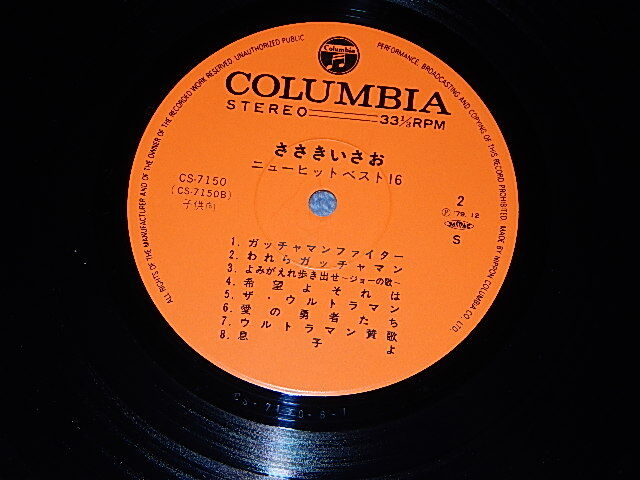 ALL RIGHTS OF THE MANUFACTURER AND OF THE OWNER OF THE RECORDED WORK RESERVED. UNAUTHORIZED PUBLIC PERFORMANCE, BROADCASTING AND COPYING OF THIS RECORD PROHIBITED. MADE BY NIPPON COLUMBIA CO., LTD.
Columbia
COLUMBIA
STEREO 33⅓RPM
ささきいさお
ニューヒットベスト16
CS-7150
(CS-7150B)
子供向
2
Ⓟ '79. 12
S
1. ガッチャマンファイター
2. われらガッチャマン
3. よみがえれ歩き出せ~ジョーの歌~
4. 希望よそれは
5. ザ・ウルトラマン
6. 愛の勇者たち
7. ウルトラマン賛歌
8. 息子よ